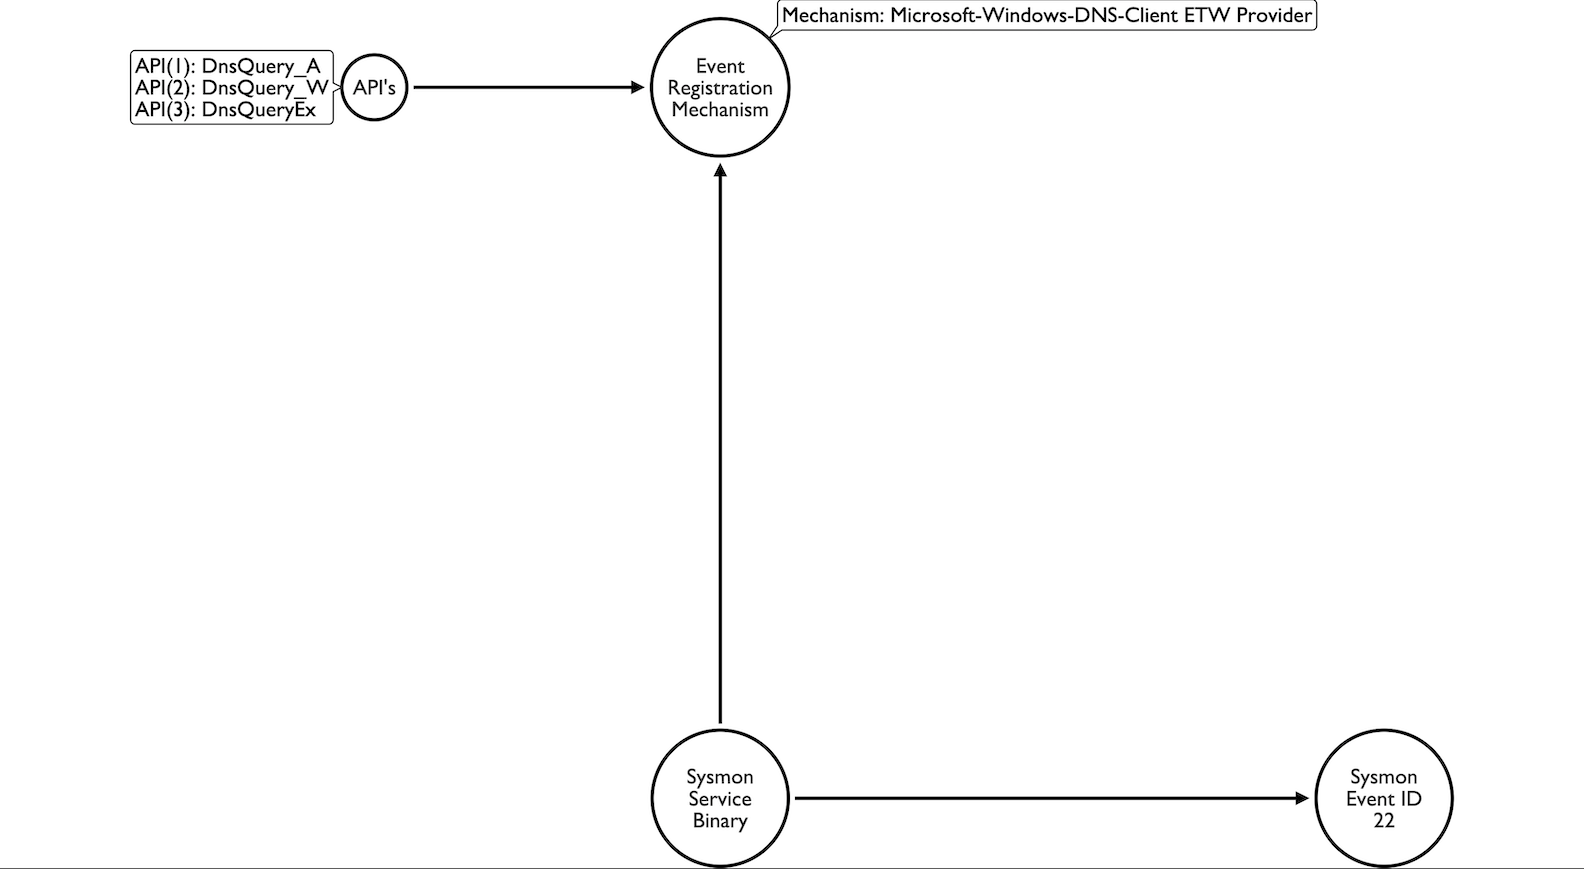 Mechanism: Microsoft-Windows-DNS-Client ETW Provider
API(1): DnsQuery_A
API(2): DnsQuery_W
API(3): DnsQueryEx
API's
Event
Registration
Mechanism
Sysmon
Service
Binary
Sysmon
Event ID
22